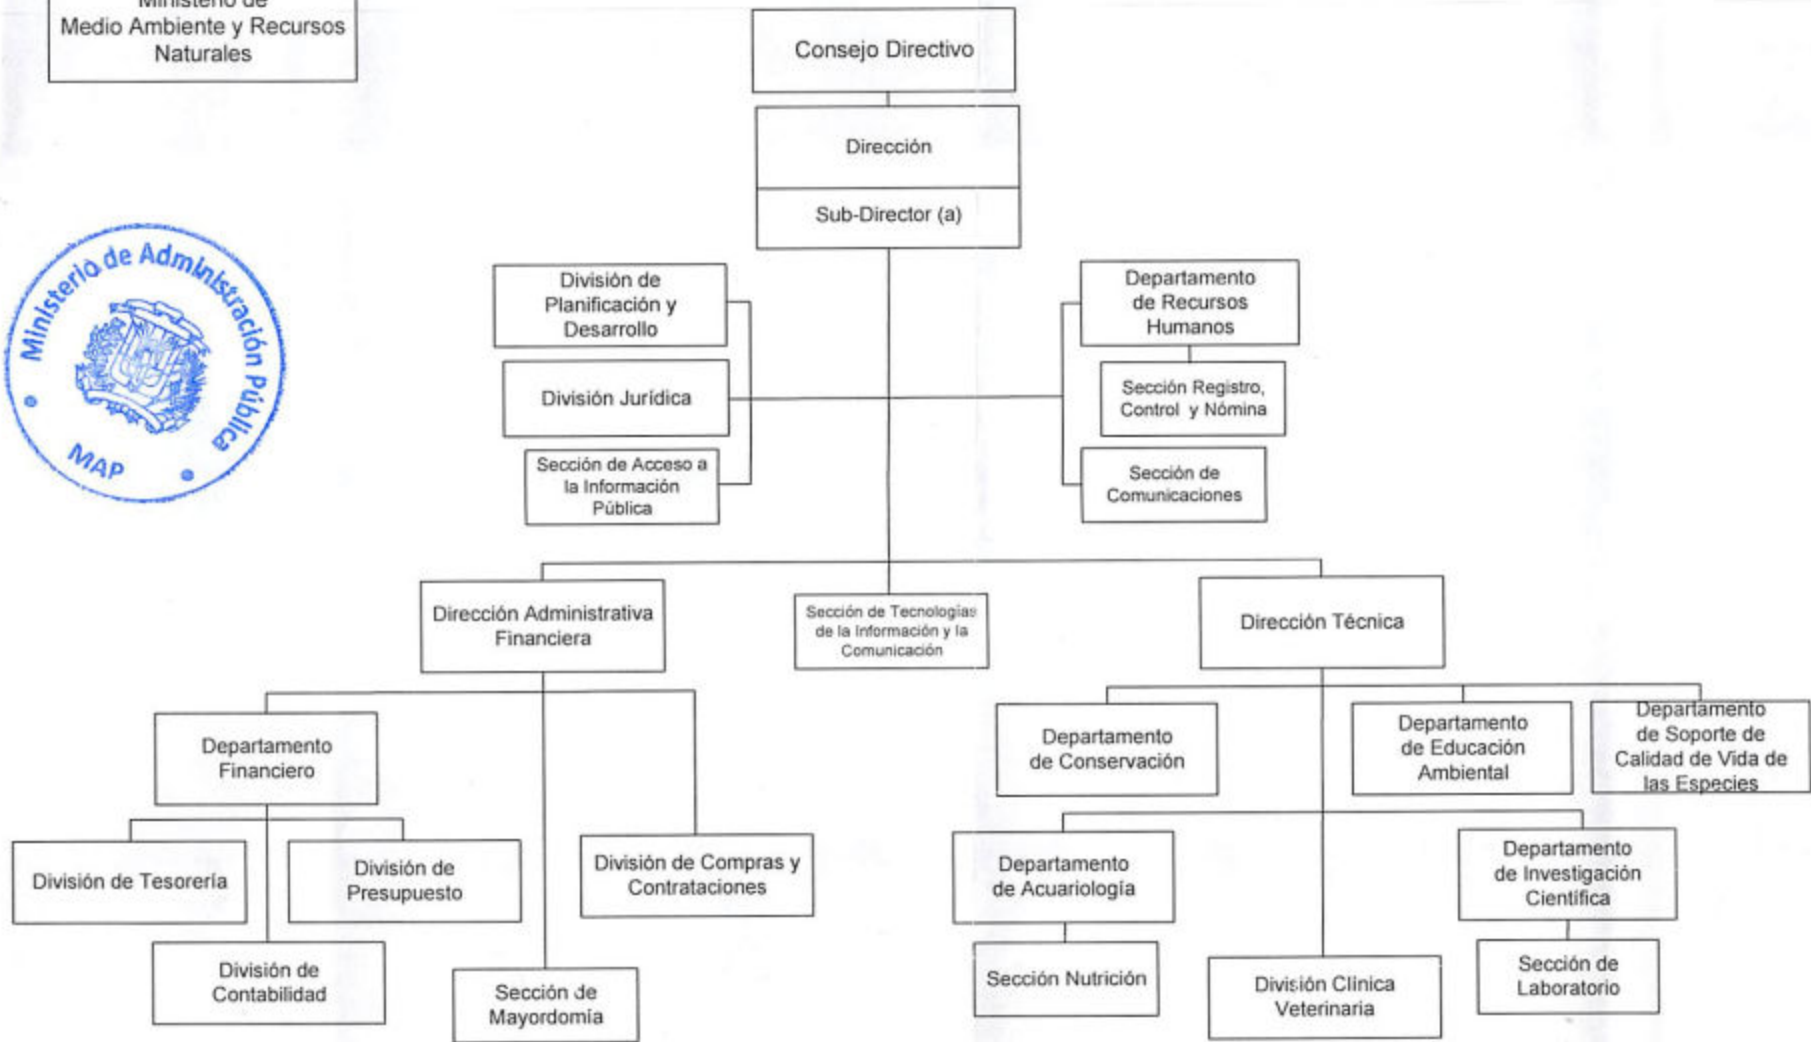 Ministerio de
Medio Ambiente y Recursos
Naturales
Consejo Directivo
Dirección
Sub-Director (a)
Ministerio de Administración Pública
MAP
División de
Planificación y
Desarrollo
Departamento
de Recursos
Humanos
División Jurídica
Sección Registro,
Control y Nómina
Sección de Acceso a
la Información
Pública
Sección de
Comunicaciones
Dirección Administrativa
Financiera
Sección de Tecnologías
de la Información y la
Comunicación
Dirección Técnica
Departamento
Financiero
Departamento
de Conservación
Departamento
de Educación
Ambiental
Departamento
de Soporte de
Calidad de Vida de
las Especies
División de Tesorería
División de
Presupuesto
División de Compras y
Contrataciones
Departamento
de Acuariología
Departamento
de Investigación
Científica
División de
Contabilidad
Sección de
Mayordomía
Sección Nutrición
División Clínica
Veterinaria
Sección de
Laboratorio